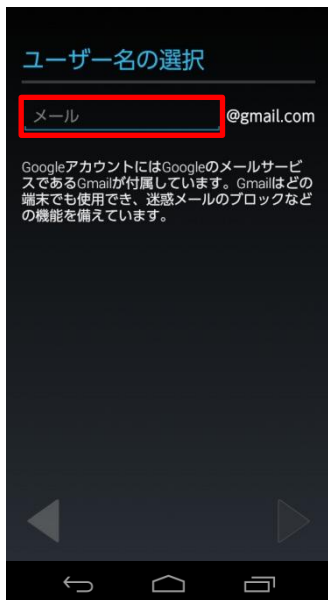 ユーザー名の選択
メール @gmail.com
GoogleアカウントにはGoogleのメールサービ
スであるGmailが付属しています。Gmailはどの
端末でも使用でき、迷惑メールのブロックなど
の機能を備えています。